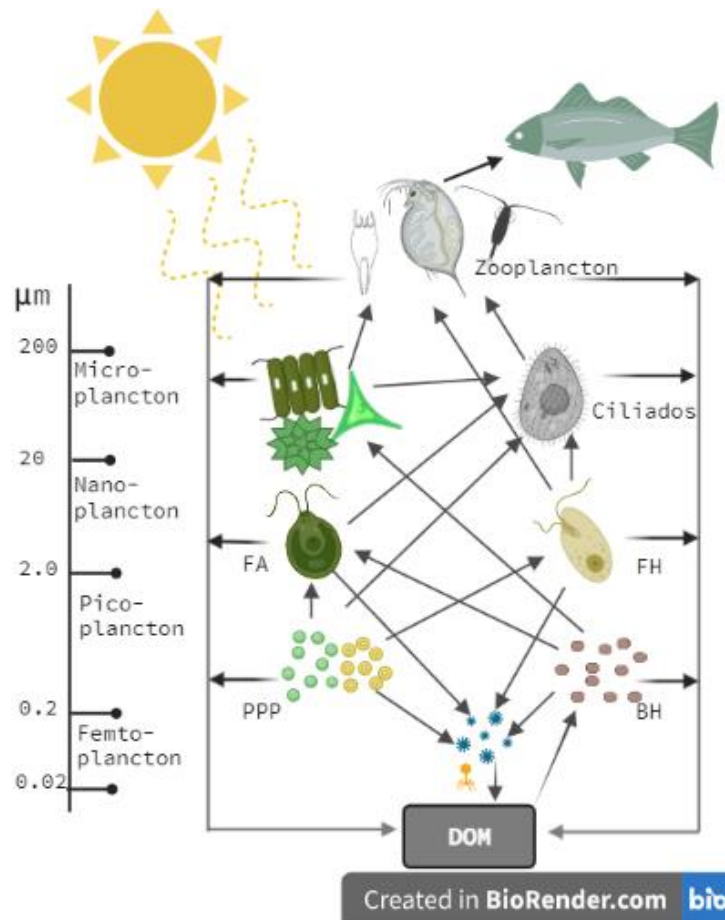 Zooplancton
μm
200
Micro-
plancton
Ciliados
20
Nano-
plancton
FA
FH
2.0
Pico-
plancton
PPP
BH
0.2
Femto-
plancton
0.02
DOM
Created in BioRender.com bio